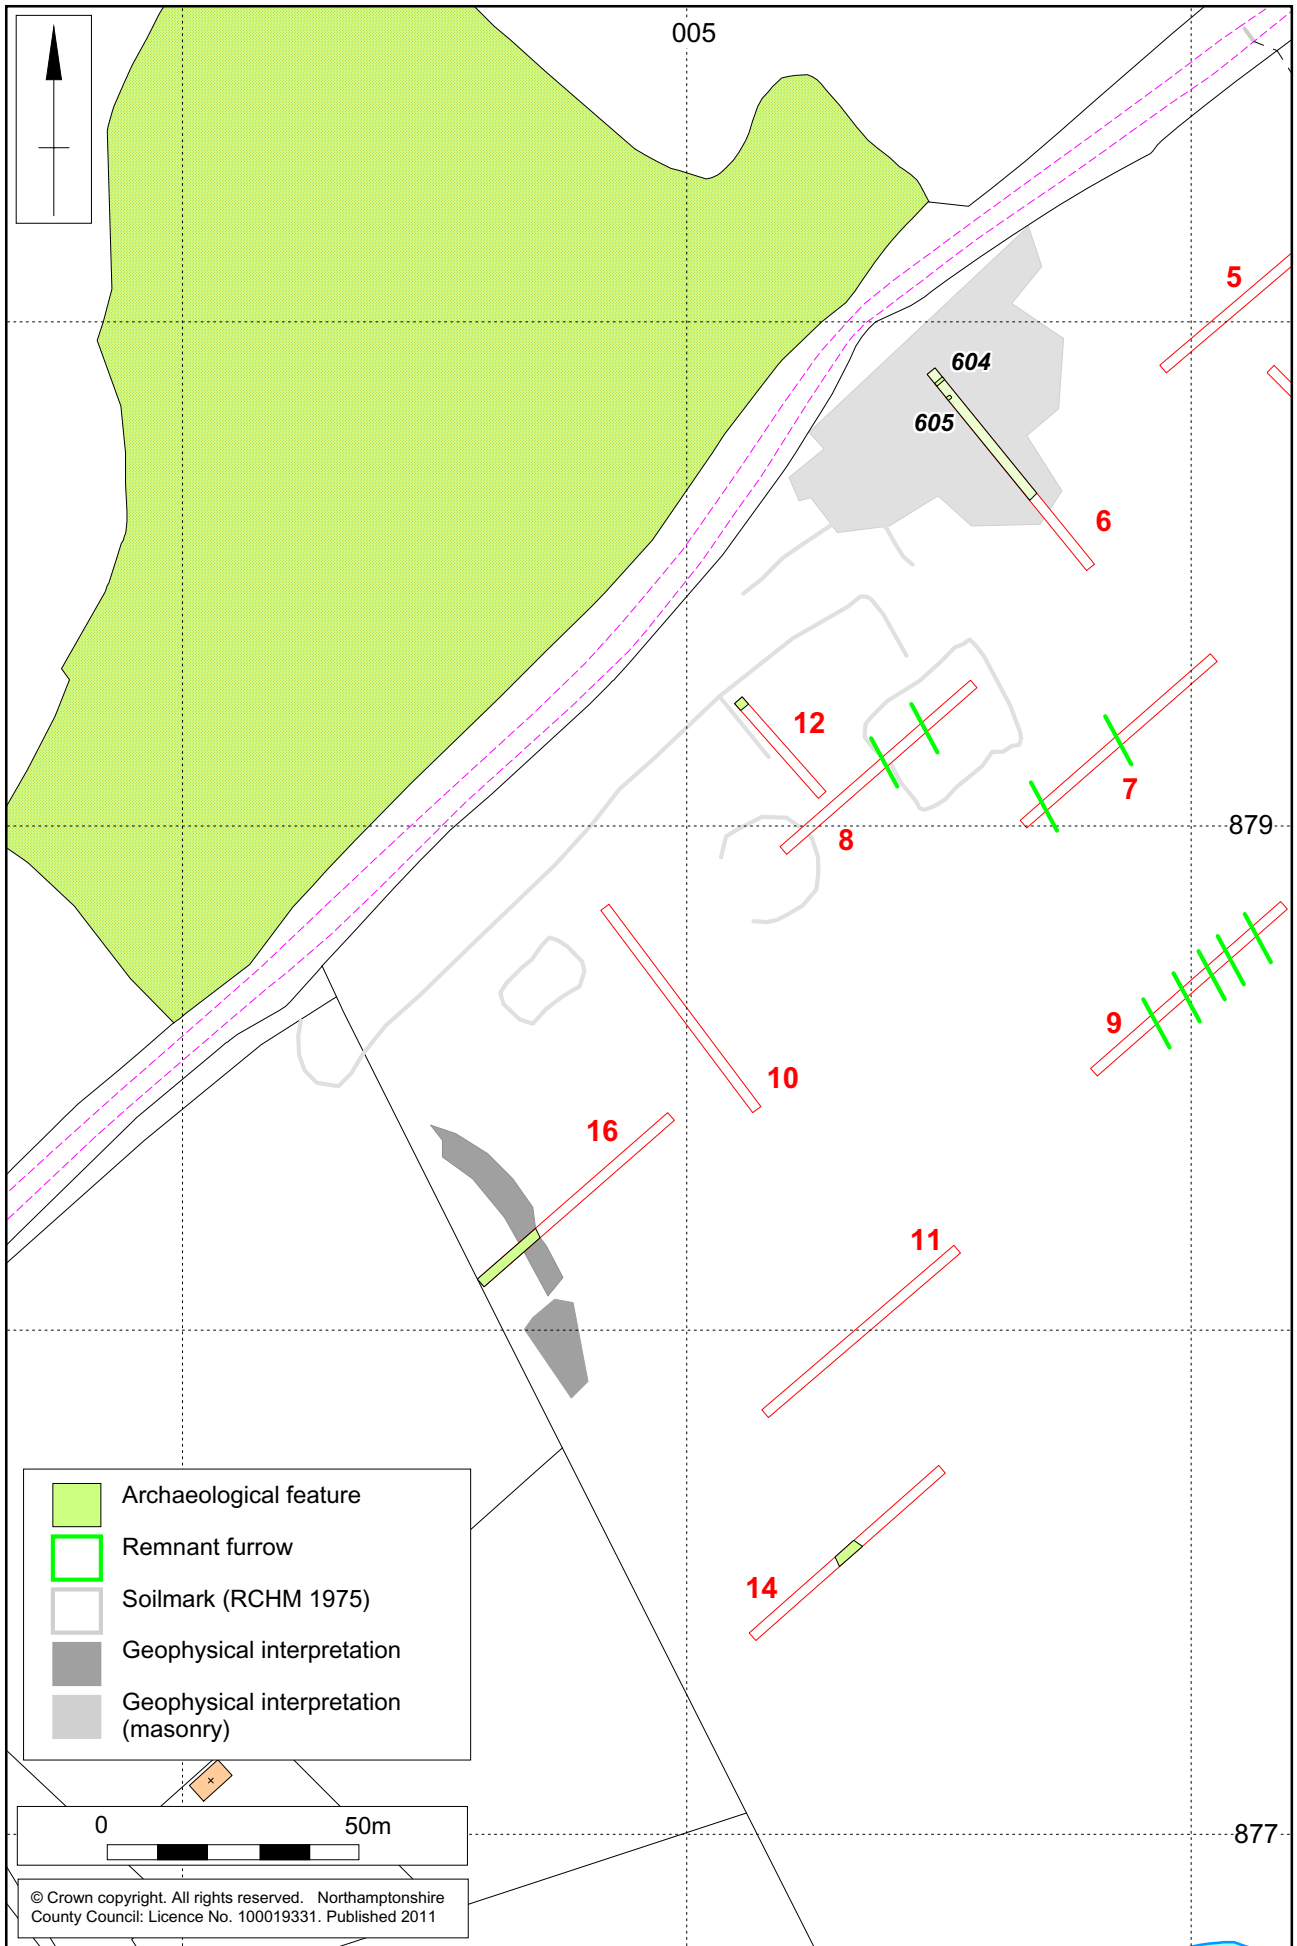 005
5
604
605
6
12
7
8
879
9
10
16
11
14
Archaeological feature
Remnant furrow
Soilmark (RCHM 1975)
Geophysical interpretation
Geophysical interpretation
(masonry)
0 50m
877
© Crown copyright. All rights reserved. Northamptonshire
County Council: Licence No. 100019331. Published 2011